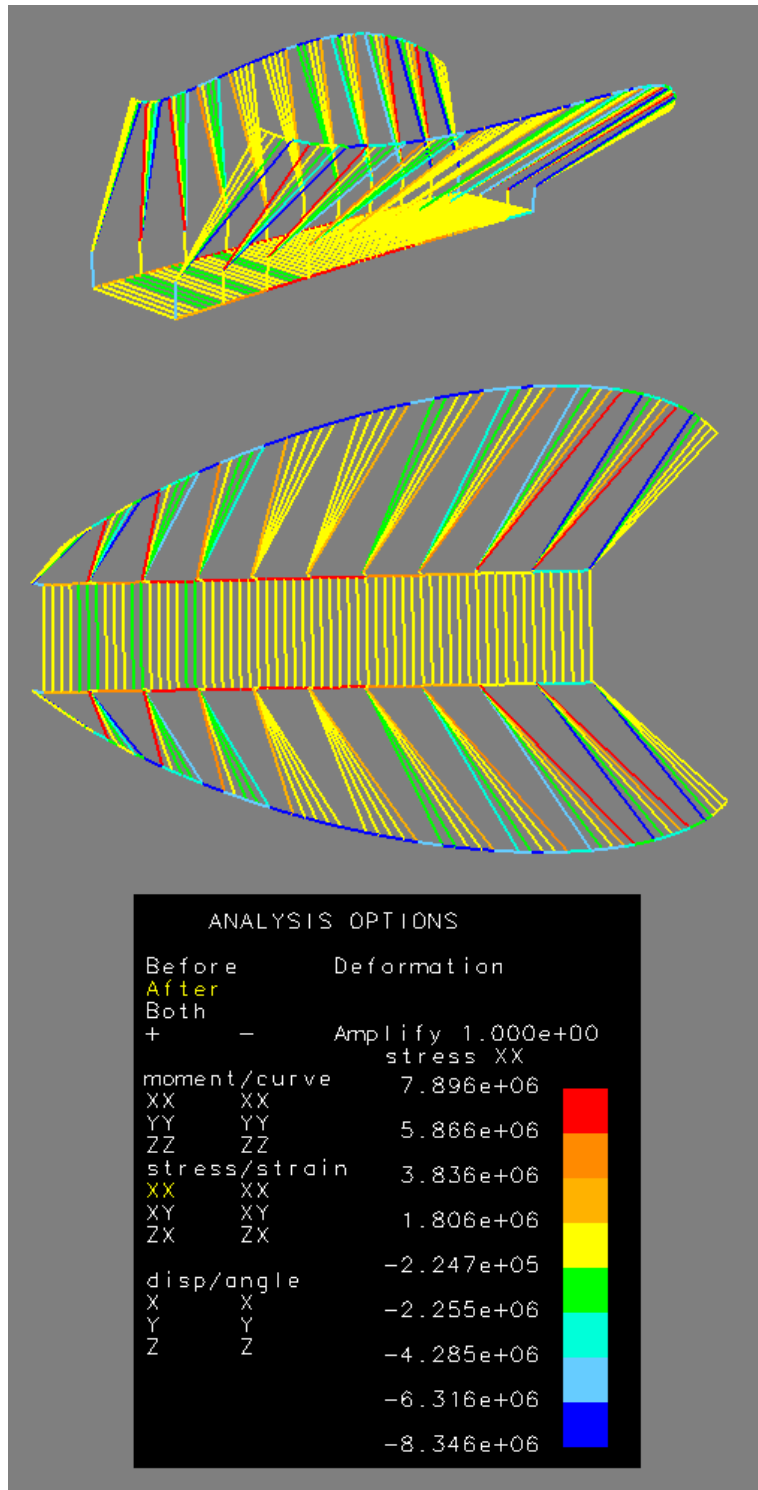 ANALYSIS OPTIONS
Before Deformation
After
Both
+ - Amplify 1.000e+00
stress XX
moment/curve 7.896e+06
XX XX
YY YY 5.866e+06
ZZ ZZ
stress/strain 3.836e+06
XX XX
XY XY 1.806e+06
ZX ZX
-2.247e+05
disp/angle
X X -2.255e+06
Y Y
Z Z -4.285e+06
-6.316e+06
-8.346e+06